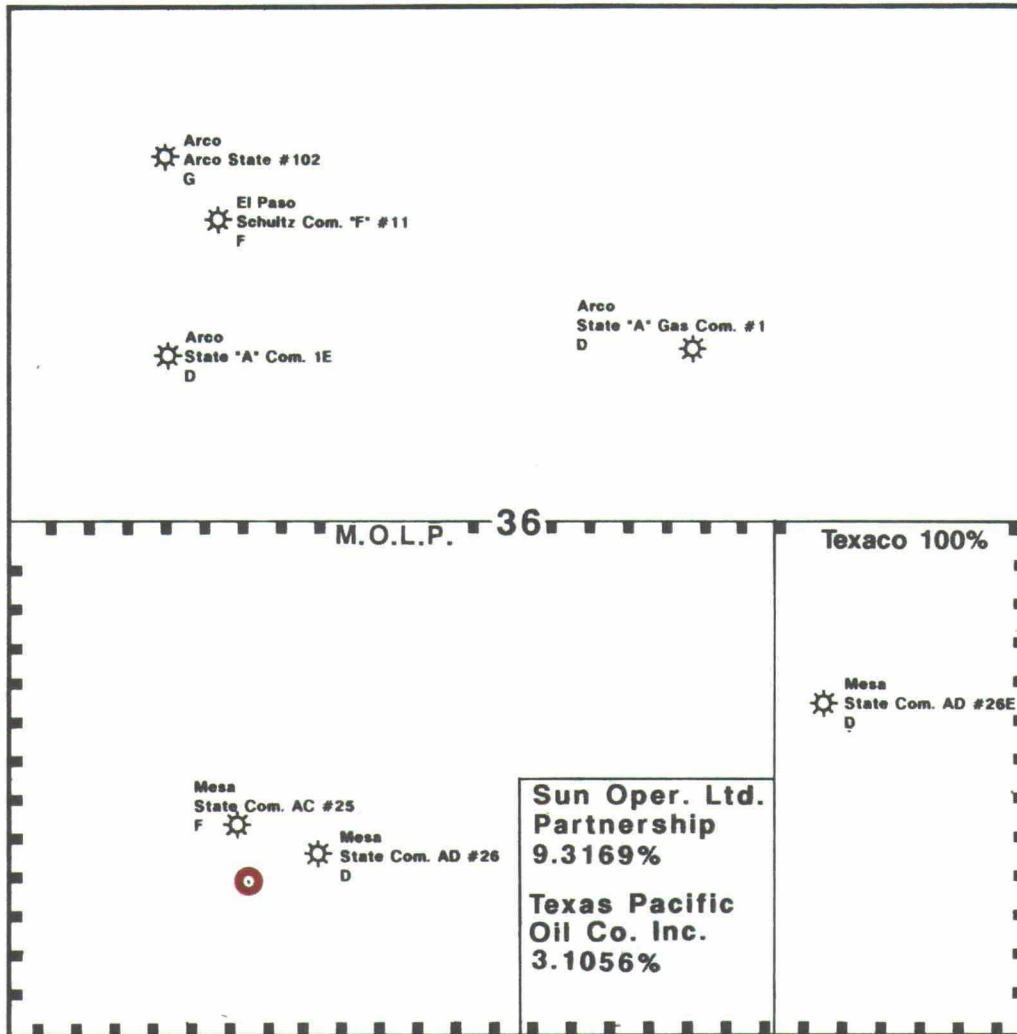 Arco
Arco State #102
G
El Paso
Schultz Com. "F" #11
F
Arco
State "A" Com. 1E
D
Arco
State "A" Gas Com. #1
D
36
M.O.L.P.
Texaco 100%
Mesa
State Com. AD #26E
D
Mesa
State Com. AC #25
F
Mesa
State Com. AD #26
D
Sun Oper. Ltd.
Partnership
9.3169%
Texas Pacific
Oil Co. Inc.
3.1056%